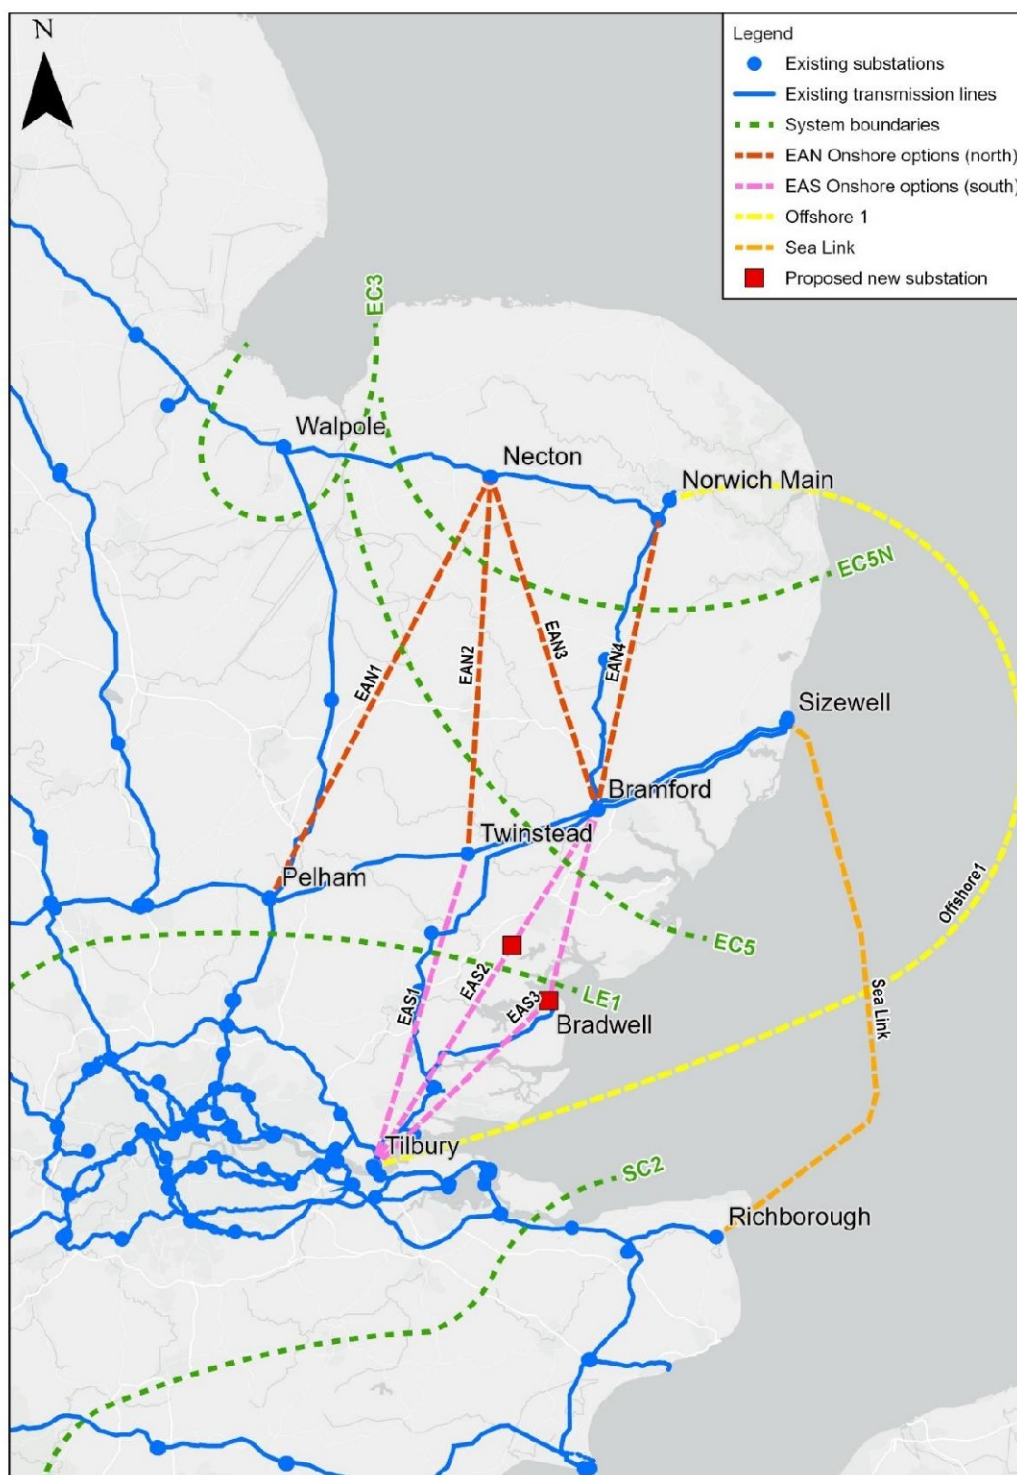 N
Legend
Existing substations
Existing transmission lines
System boundaries
EAN Onshore options (north)
EAS Onshore options (south)
Offshore 1
Sea Link
Proposed new substation
EC3
Walpole
Necton
Norwich Main
EC5N
EAN1
EAN2
EAN3
EAN4
Sizewell
Bramford
Twinstead
Pelham
Offshore1
EC5
EAS1
EAS2
EAS3
LE1
Bradwell
Sea Link
Tilbury
SC2
Richborough